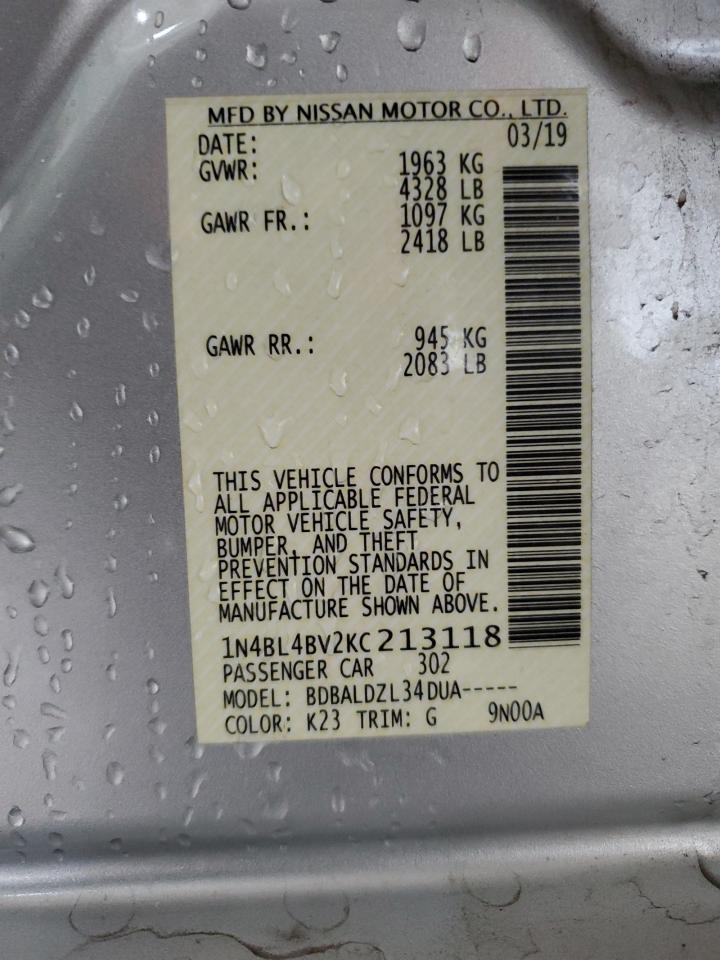 MFD BY NISSAN MOTOR CO., LTD.
DATE: 03/19
GVWR: 1963 KG
4328 LB
GAWR FR.: 1097 KG
2418 LB
GAWR RR.: 945 KG
2083 LB
THIS VEHICLE CONFORMS TO
ALL APPLICABLE FEDERAL
MOTOR VEHICLE SAFETY,
BUMPER, AND THEFT
PREVENTION STANDARDS IN
EFFECT ON THE DATE OF
MANUFACTURE SHOWN ABOVE.
1N4BL4BV2KC213118
PASSENGER CAR 302
MODEL: BDBALDZL34DUA-----
COLOR: K23 TRIM: G 9N00A